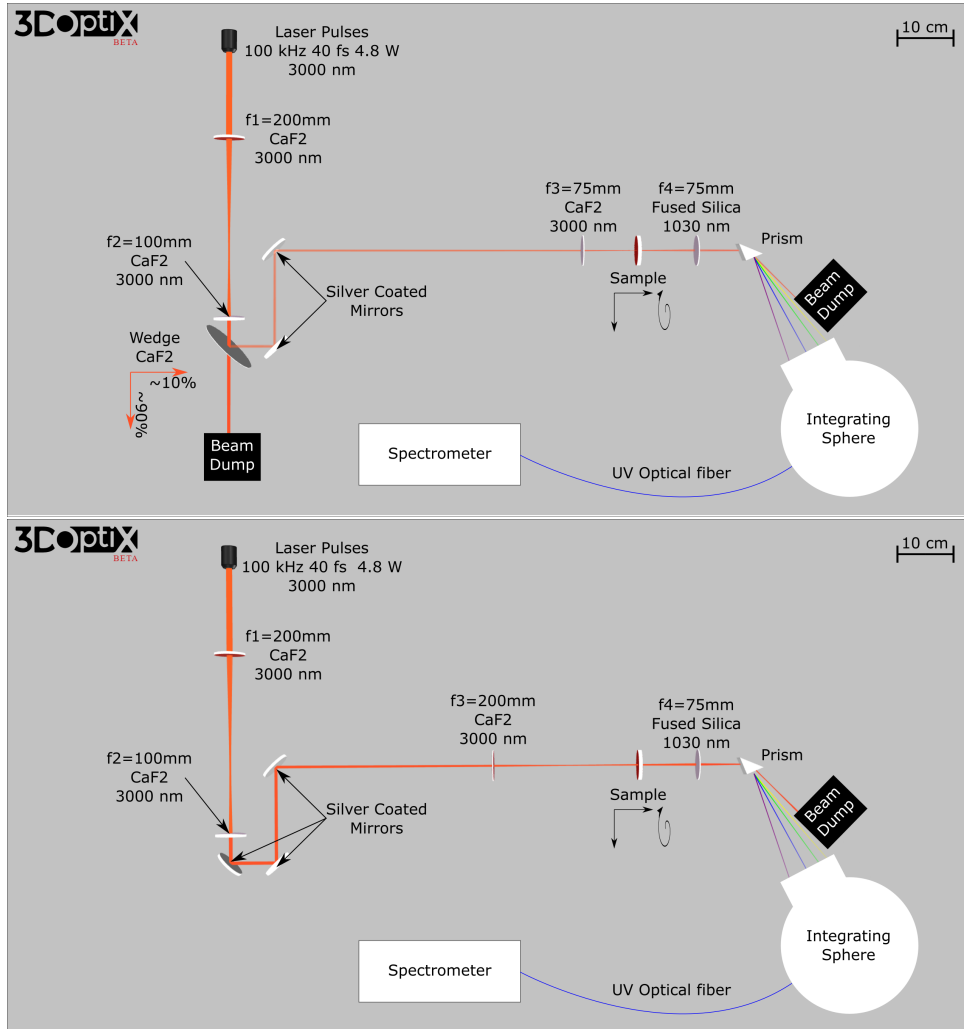 3DOptiX
BETA
Laser Pulses
100 kHz 40 fs 4.8 W
3000 nm
10 cm
f1=200mm
CaF2
3000 nm
f2=100mm
CaF2
3000 nm
Silver Coated
Mirrors
f3=75mm
CaF2
3000 nm
f4=75mm
Fused Silica
1030 nm
Sample
Prism
Beam
Dump
Wedge
CaF2
~10%
~90%
Beam
Dump
Spectrometer
UV Optical fiber
Integrating
Sphere
3DOptiX
BETA
Laser Pulses
100 kHz 40 fs 4.8 W
3000 nm
10 cm
f1=200mm
CaF2
3000 nm
f2=100mm
CaF2
3000 nm
Silver Coated
Mirrors
f3=200mm
CaF2
3000 nm
f4=75mm
Fused Silica
1030 nm
Sample
Prism
Beam
Dump
Spectrometer
UV Optical fiber
Integrating
Sphere